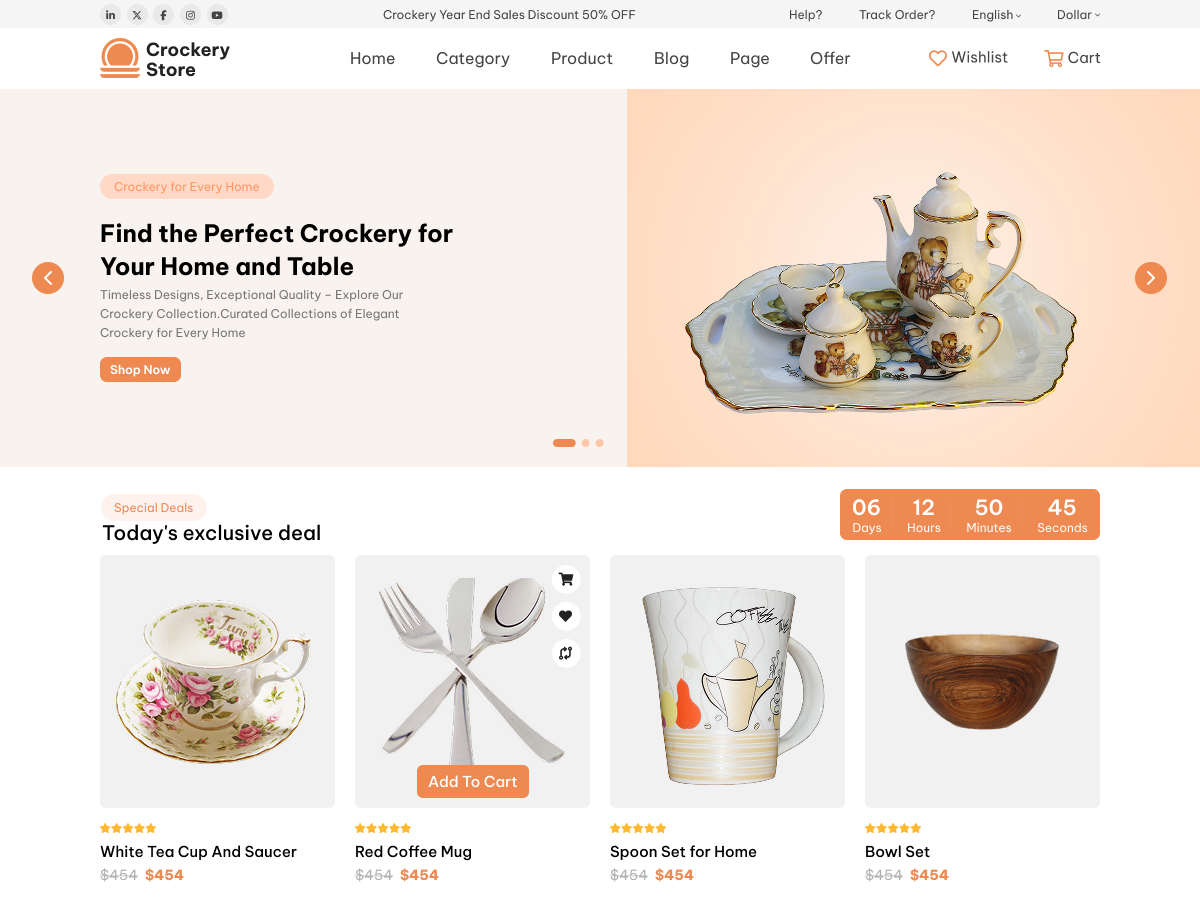 Crockery Year End Sales Discount 50% OFF
Help?
Track Order?
English
Dollar
Crockery
Store
Home
Category
Product
Blog
Page
Offer
Wishlist
Cart
Crockery for Every Home
Find the Perfect Crockery for
Your Home and Table
Timeless Designs, Exceptional Quality – Explore Our
Crockery Collection.Curated Collections of Elegant
Crockery for Every Home
Shop Now
Special Deals
Today's exclusive deal
06
Days
12
Hours
50
Minutes
45
Seconds
June
COFFEE
Add To Cart
White Tea Cup And Saucer
$454 $454
Red Coffee Mug
$454 $454
Spoon Set for Home
$454 $454
Bowl Set
$454 $454